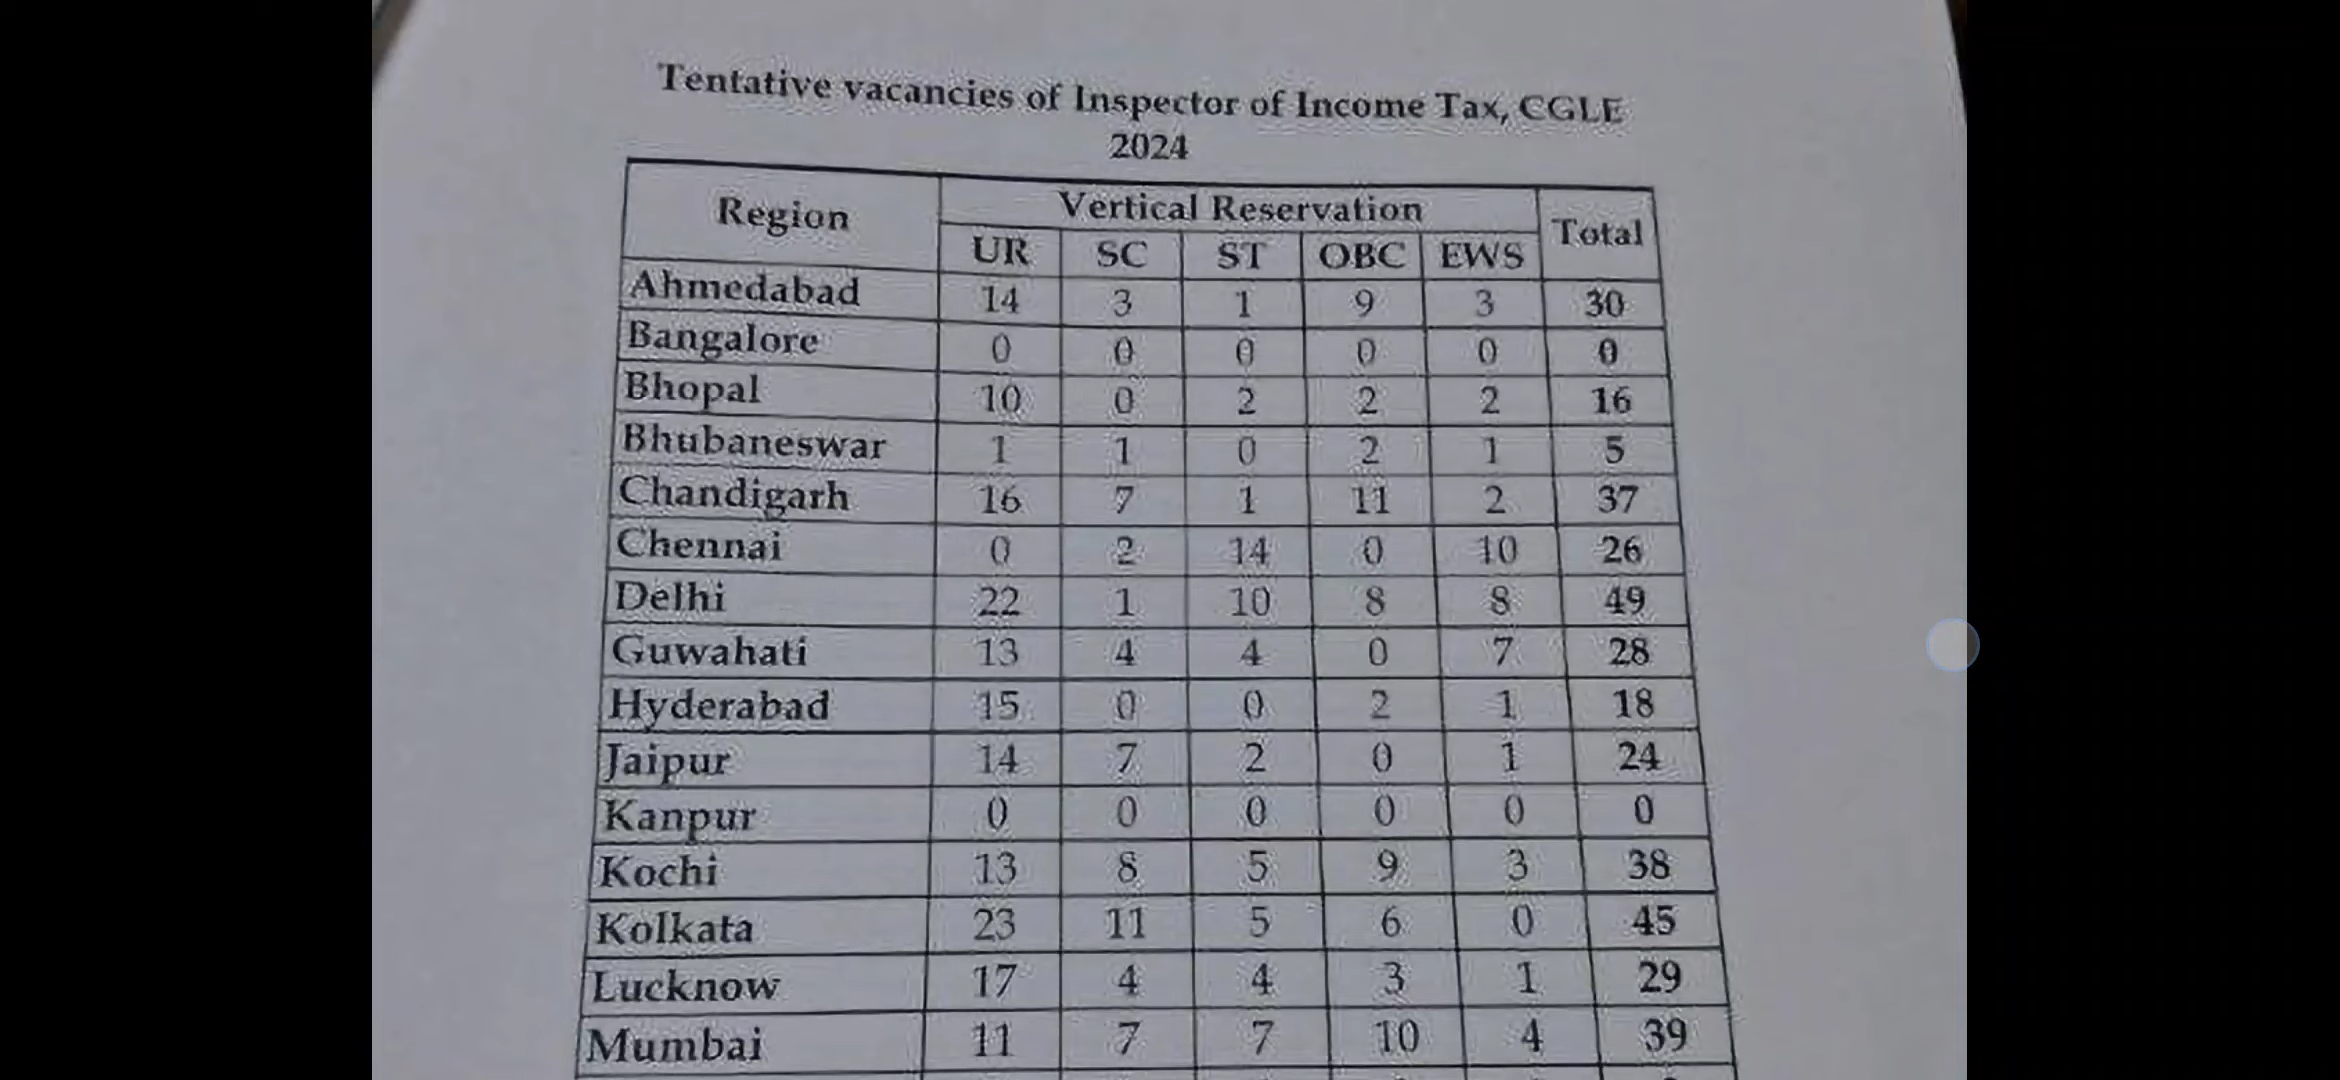 Tentative vacancies of Inspector of Income Tax, CGLE
2024
Region Vertical Reservation Total
UR SC ST OBC EWS
Ahmedabad 14 3 1 9 3 30
Bangalore 0 0 0 0 0 0
Bhopal 10 0 2 2 2 16
Bhubaneswar 1 1 0 2 1 5
Chandigarh 16 7 1 11 2 37
Chennai 0 2 14 0 10 26
Delhi 22 1 10 8 8 49
Guwahati 13 4 4 0 7 28
Hyderabad 15 0 0 2 1 18
Jaipur 14 7 2 0 1 24
Kanpur 0 0 0 0 0 0
Kochi 13 8 5 9 3 38
Kolkata 23 11 5 6 0 45
Lucknow 17 4 4 3 1 29
Mumbai 11 7 7 10 4 39